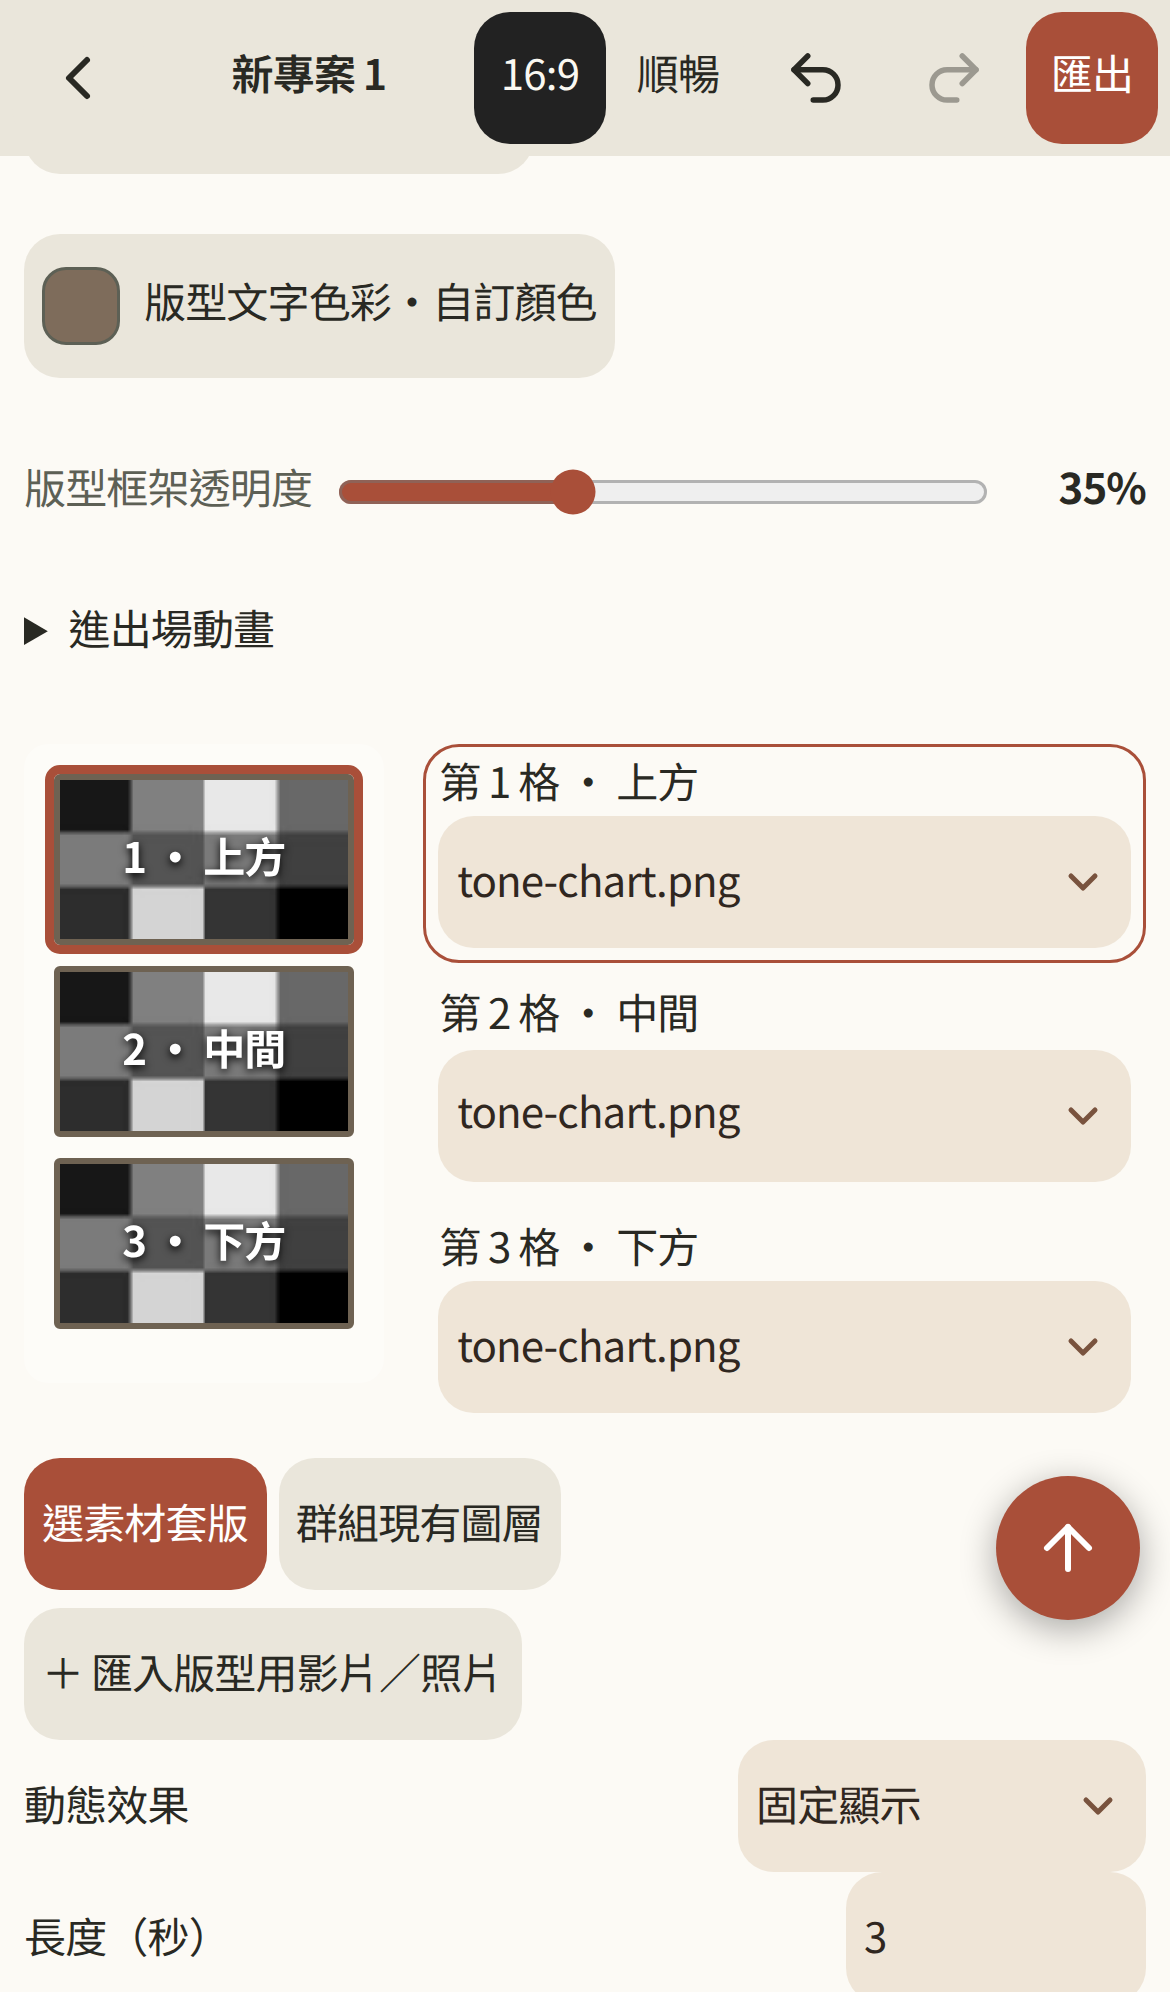 新專案 1
16:9
順暢
匯出
版型文字色彩・自訂顏色
版型框架透明度
35%
▶ 進出場動畫
1 • 上方
2 • 中間
3 • 下方
第 1 格 • 上方
tone-chart.png
第 2 格 • 中間
tone-chart.png
第 3 格 • 下方
tone-chart.png
選素材套版
群組現有圖層
＋ 匯入版型用影片／照片
動態效果
固定顯示
長度（秒）
3